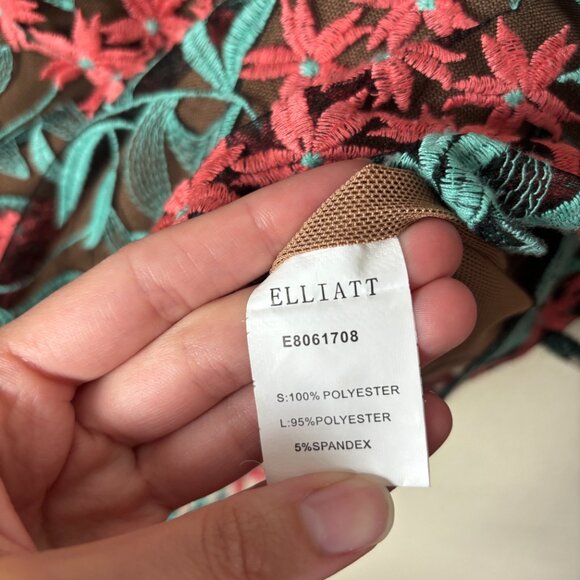 ELLIATT
E8061708
S:100% POLYESTER
L:95%POLYESTER
5%SPANDEX